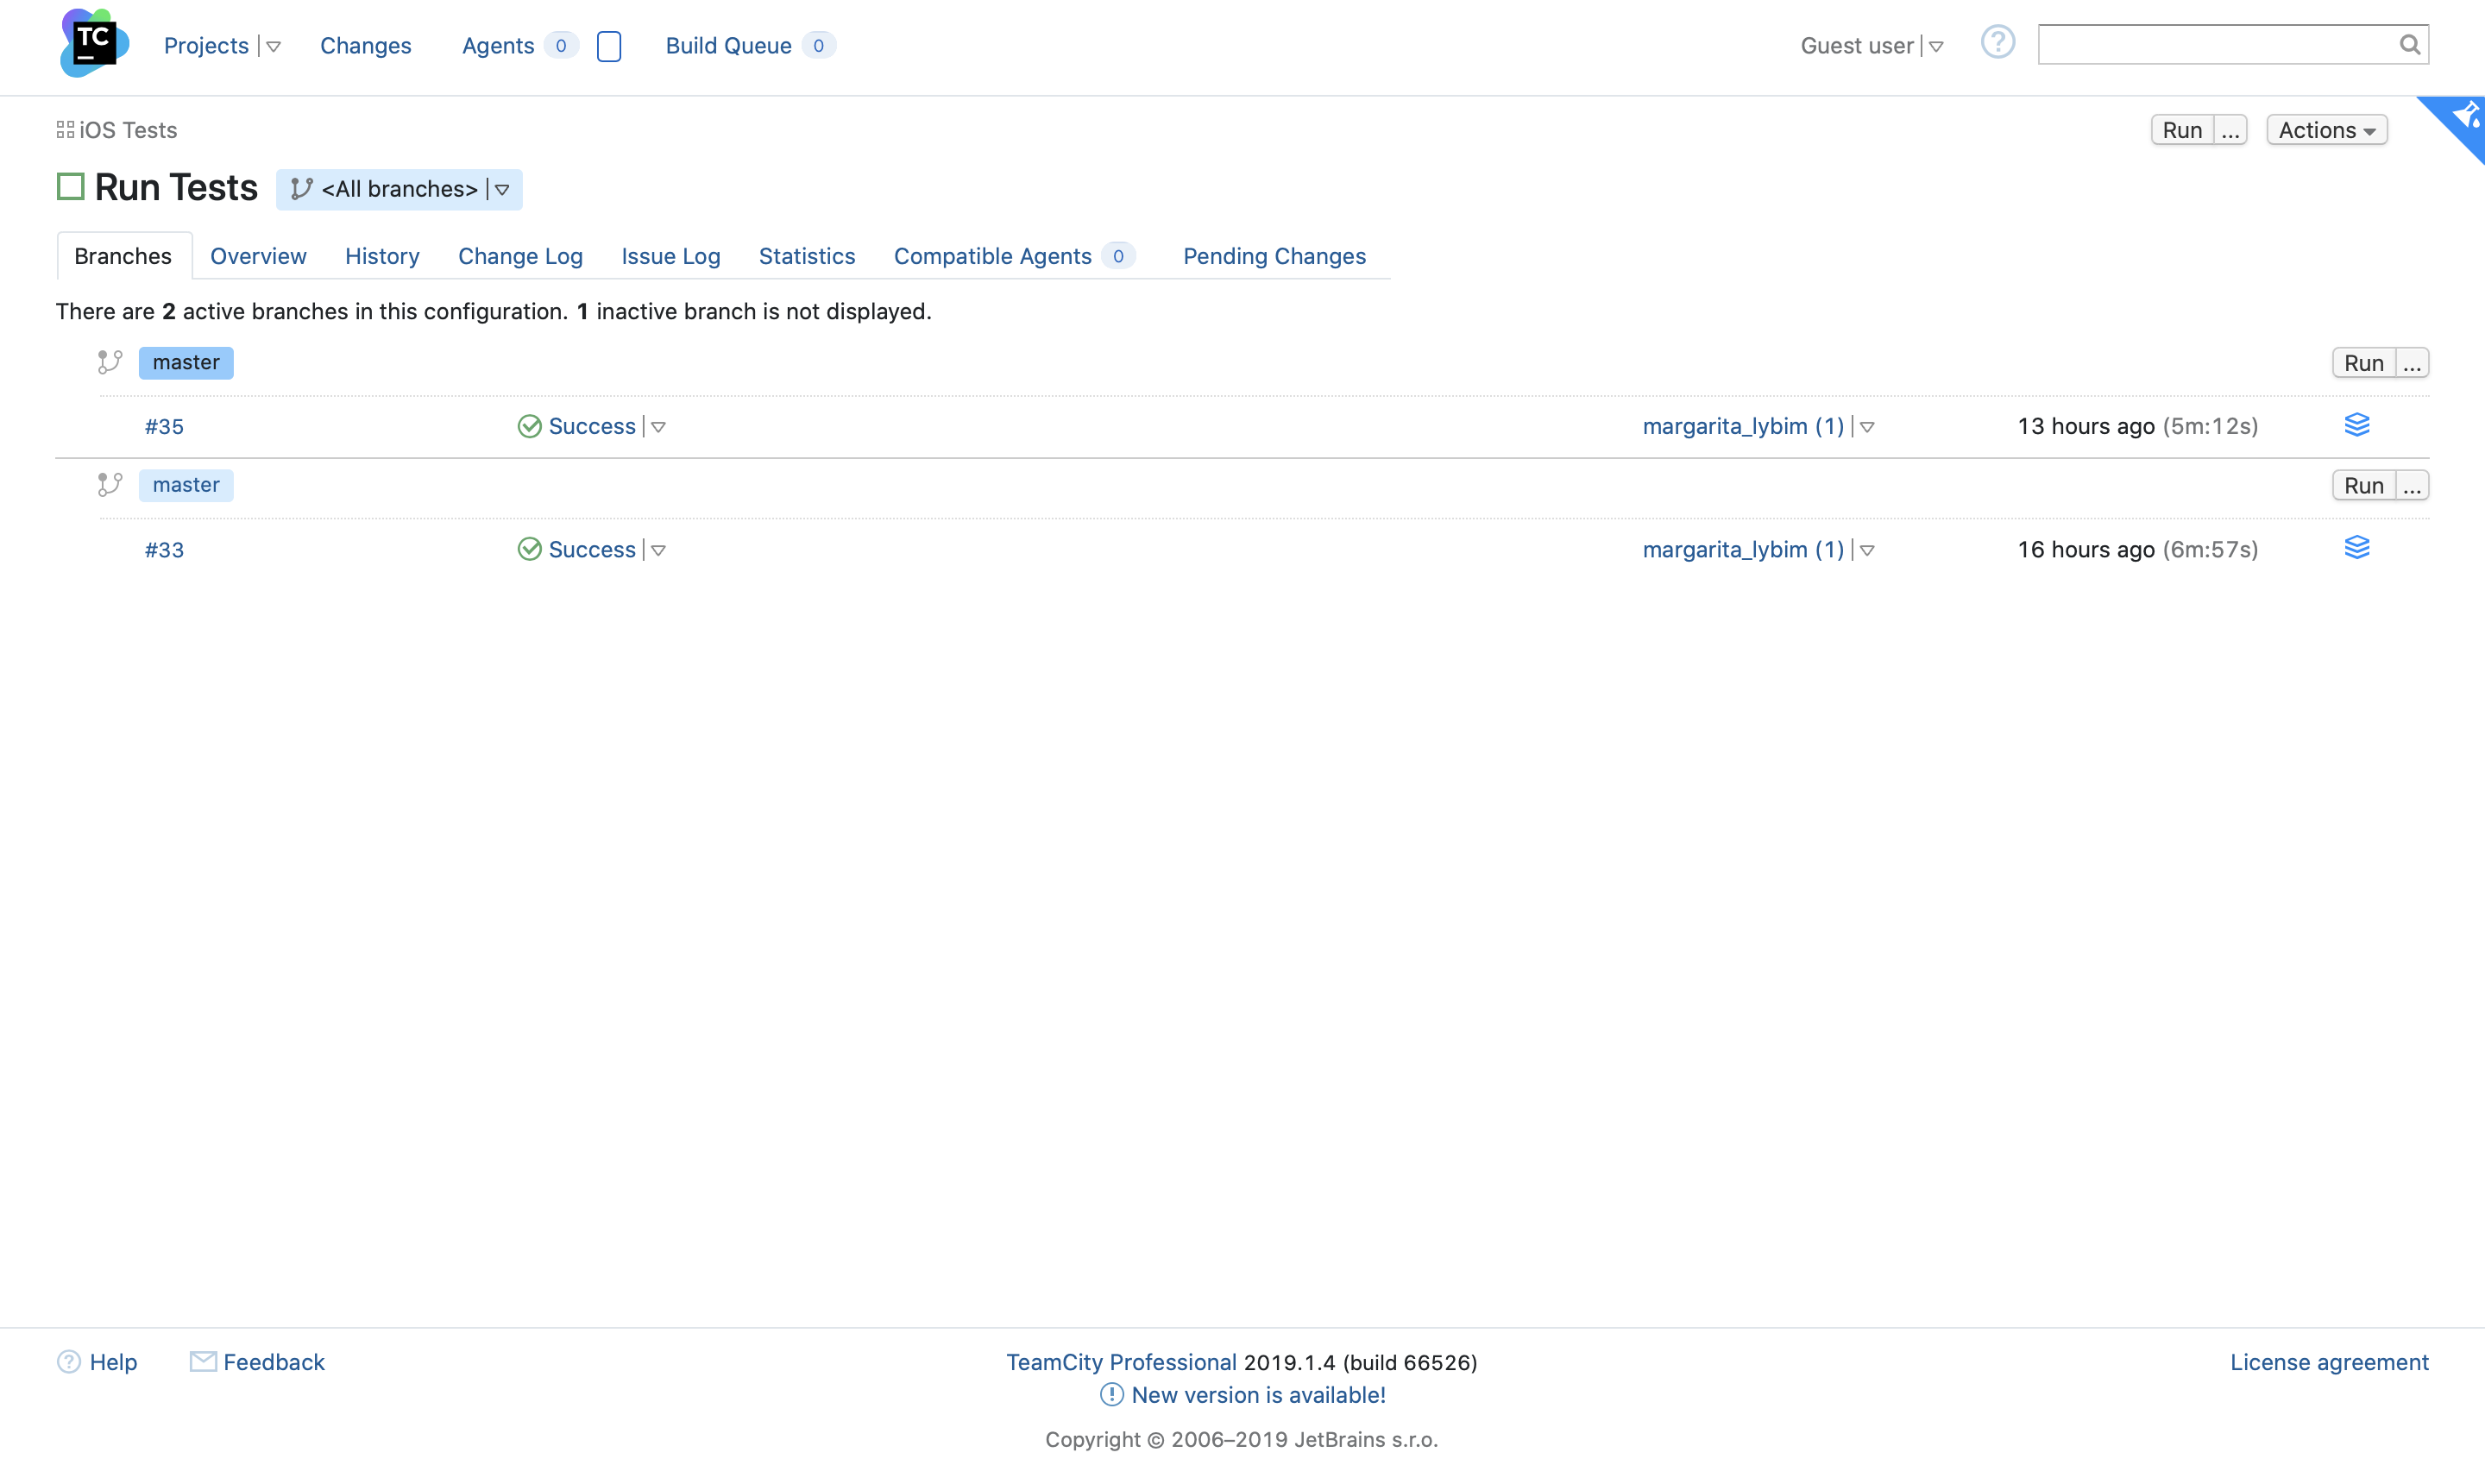 TC
Projects Changes Agents 0 Build Queue 0 Guest user
iOS Tests Run ... Actions
Run Tests <All branches>
Branches Overview History Change Log Issue Log Statistics Compatible Agents 0 Pending Changes
There are 2 active branches in this configuration. 1 inactive branch is not displayed.
master Run ...
#35 Success margarita_lybim (1) 13 hours ago (5m:12s)
master Run ...
#33 Success margarita_lybim (1) 16 hours ago (6m:57s)
Help Feedback TeamCity Professional 2019.1.4 (build 66526) License agreement
New version is available!
Copyright © 2006–2019 JetBrains s.r.o.